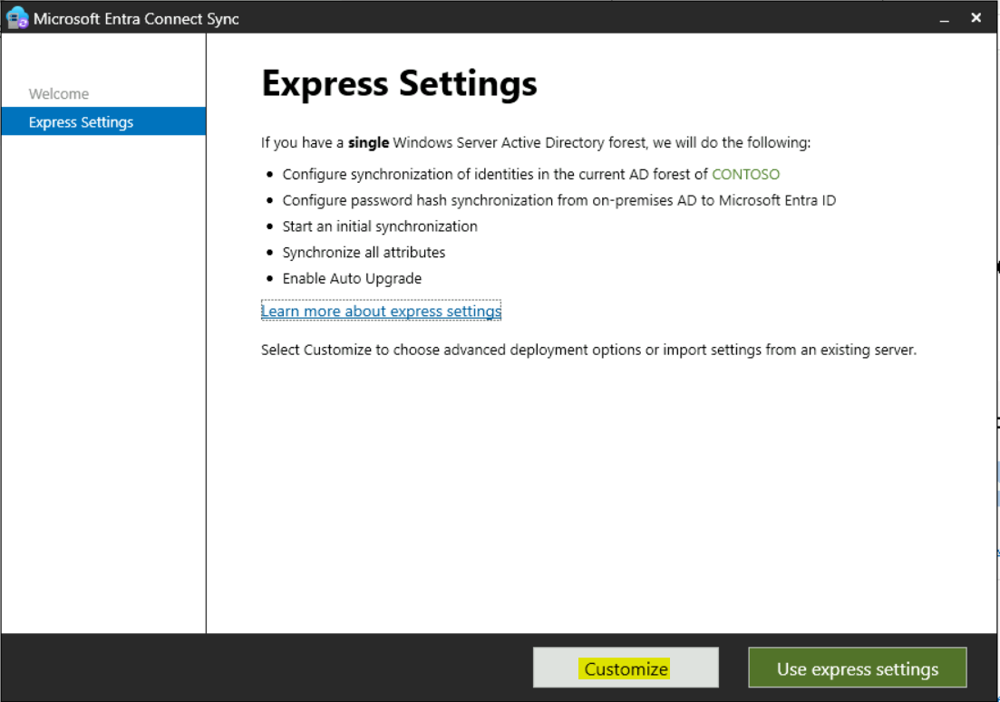 Microsoft Entra Connect Sync
Welcome
Express Settings
Express Settings
If you have a single Windows Server Active Directory forest, we will do the following:
• Configure synchronization of identities in the current AD forest of CONTOSO
• Configure password hash synchronization from on-premises AD to Microsoft Entra ID
• Start an initial synchronization
• Synchronize all attributes
• Enable Auto Upgrade
Learn more about express settings
Select Customize to choose advanced deployment options or import settings from an existing server.
Customize
Use express settings